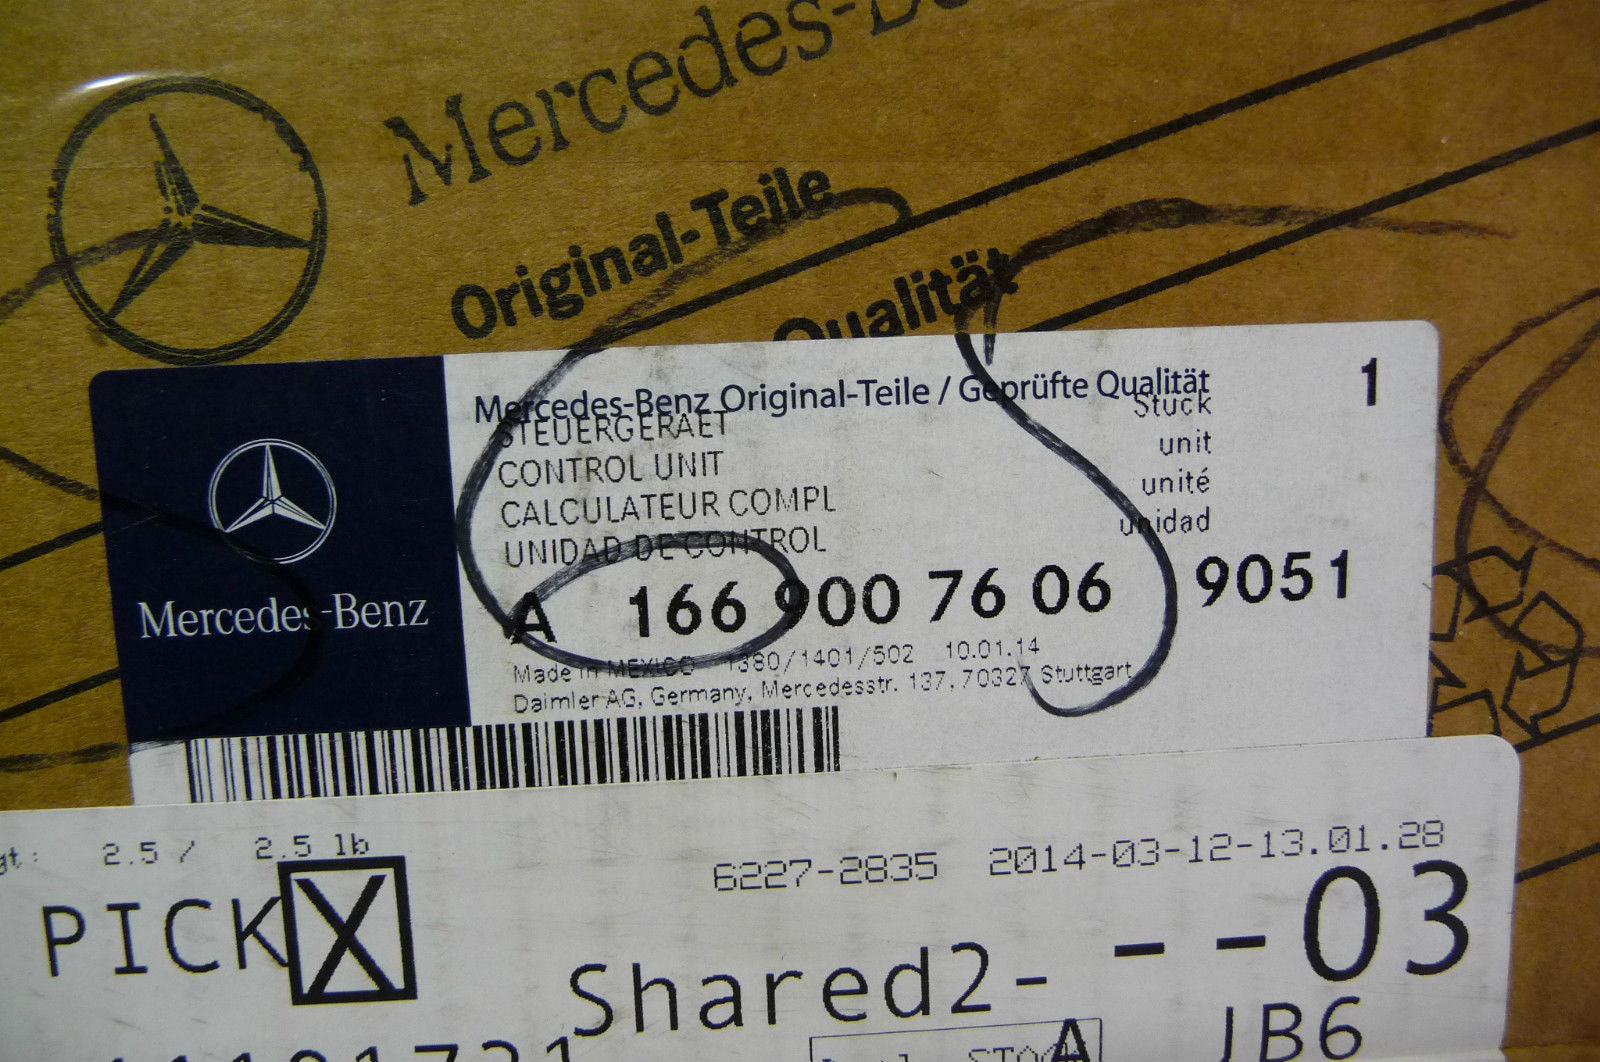 Mercedes-
Original-Teile
Qualität
Mercedes-Benz Original-Teile / Geprüfte Qualität
STEUERGERAET Stück 1
CONTROL UNIT unit
CALCULATEUR COMPL unité
UNIDAD DE CONTROL unidad
Mercedes-Benz
A 166 900 76 06 9051
Made in MEXICO 1380/1401/502 10.01.14
Daimler AG, Germany, Mercedesstr. 137, 70327 Stuttgart
2.5 / 2.5 lb
6227-2835 2014-03-12-13.01.28
PICK X
Shared2- - -03
A JB6